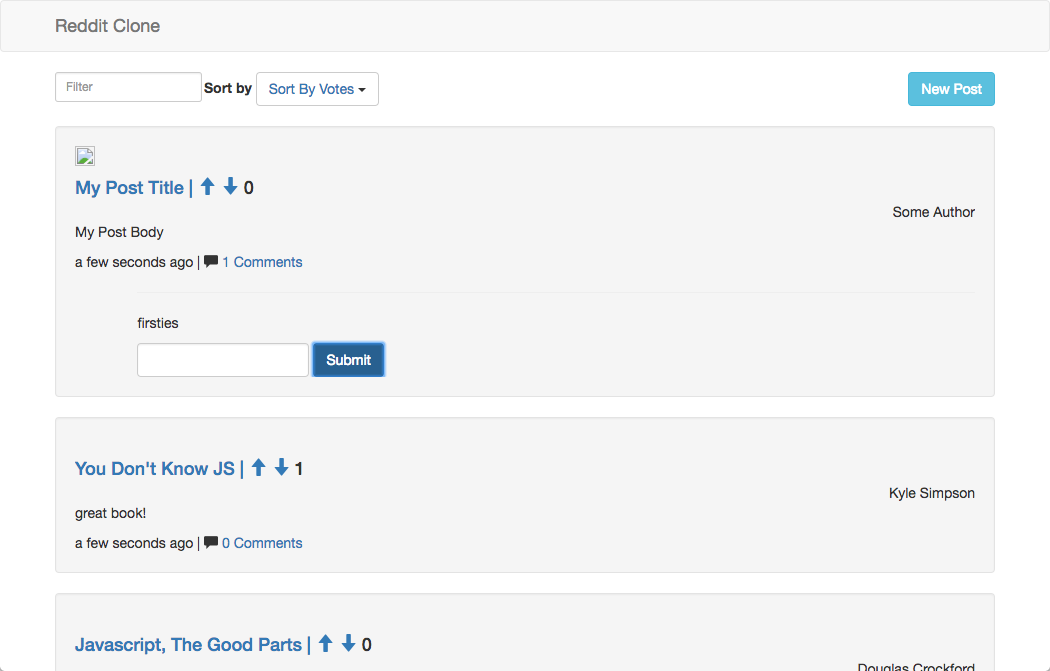 Reddit Clone
Filter Sort by Sort By Votes New Post
My Post Title | 0
Some Author
My Post Body
a few seconds ago | 1 Comments
firsties
Submit
You Don't Know JS | 1
Kyle Simpson
great book!
a few seconds ago | 0 Comments
Javascript, The Good Parts | 0
Douglas Crockford